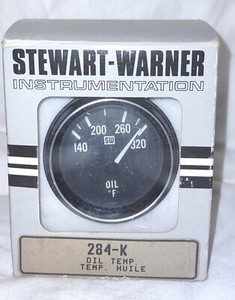 STEWART-WARNER
INSTRUMENTATION
140 200 260 320
SW
OIL
°F
284-K
OIL TEMP.
TEMP. HUILE